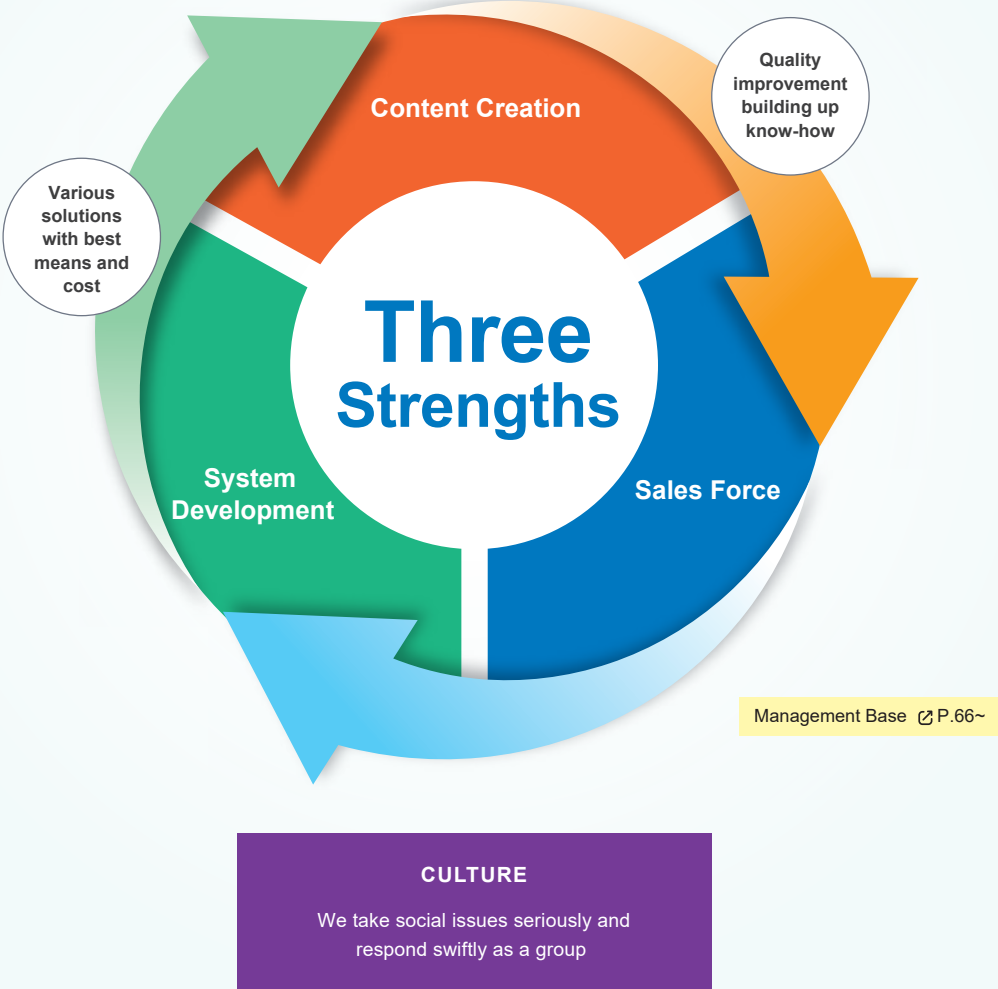 Content Creation
Quality
improvement
building up
know-how
Various
solutions
with best
means and
cost
Three
Strengths
System
Development
Sales Force
Management Base P.66~
CULTURE
We take social issues seriously and
respond swiftly as a group